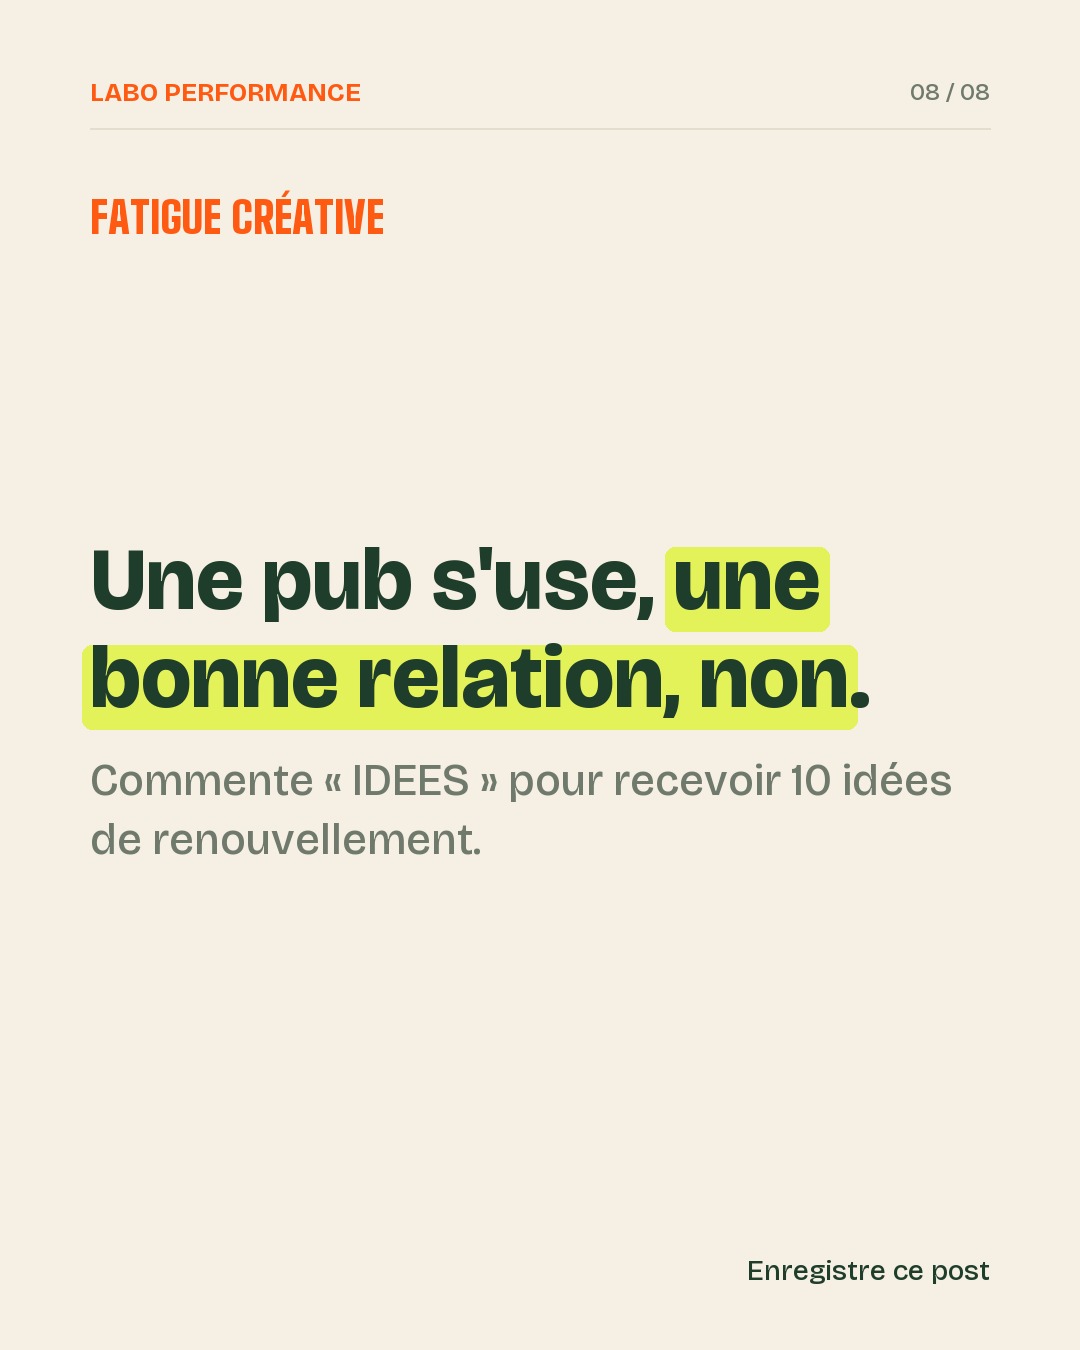 LABO PERFORMANCE
08 / 08
FATIGUE CRÉATIVE
Une pub s'use, une
bonne relation, non.
Commente « IDEES » pour recevoir 10 idées
de renouvellement.
Enregistre ce post